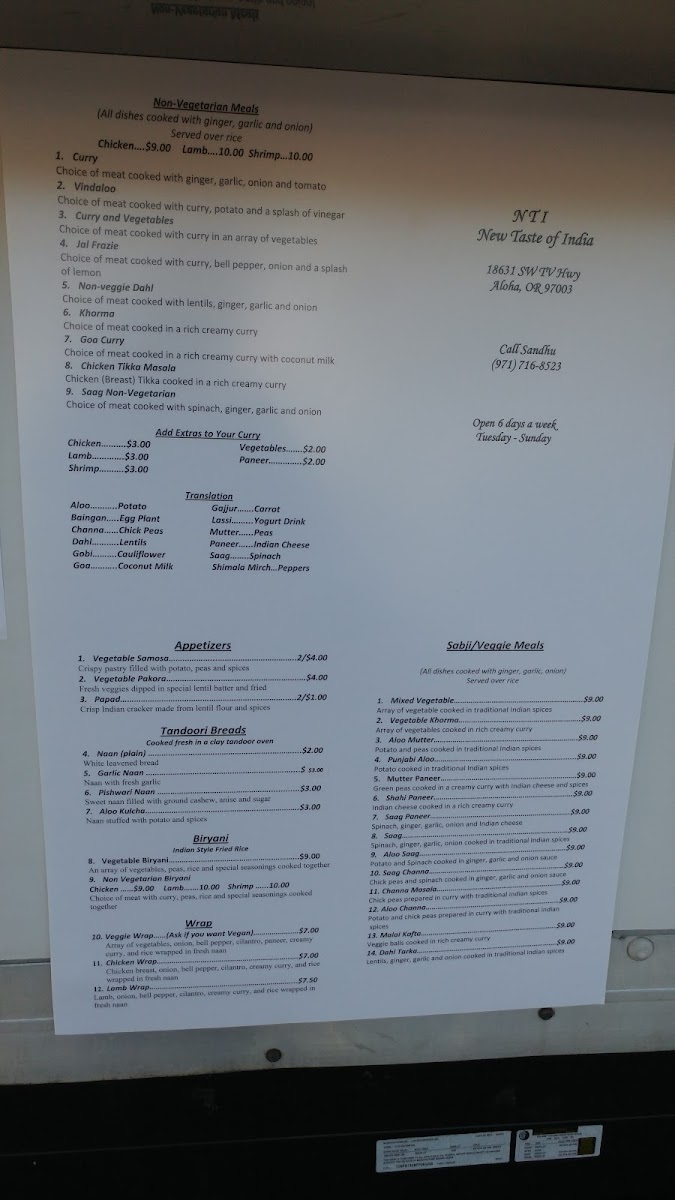 Non-Vegetarian Meals
(All dishes cooked with ginger, garlic and onion)
Served over rice
Chicken....$9.00 Lamb....10.00 Shrimp...10.00
1. Curry
Choice of meat cooked with ginger, garlic, onion and tomato
2. Vindaloo
Choice of meat cooked with curry, potato and a splash of vinegar
3. Curry and Vegetables
Choice of meat cooked with curry in an array of vegetables
4. Jal Frazie
Choice of meat cooked with curry, bell pepper, onion and a splash
of lemon
5. Non-veggie Dahl
Choice of meat cooked with lentils, ginger, garlic and onion
6. Khorma
Choice of meat cooked in a rich creamy curry
7. Goa Curry
Choice of meat cooked in a rich creamy curry with coconut milk
8. Chicken Tikka Masala
Chicken (Breast) Tikka cooked in a rich creamy curry
9. Saag Non-Vegetarian
Choice of meat cooked with spinach, ginger, garlic and onion
Add Extras to Your Curry
Chicken..........$3.00 Vegetables.......$2.00
Lamb..............$3.00 Paneer..............$2.00
Shrimp...........$3.00
Translation
Aloo...........Potato Gajjur.......Carrot
Baingan.....Egg Plant Lassi.........Yogurt Drink
Channa......Chick Peas Mutter......Peas
Dahl...........Lentils Paneer......Indian Cheese
Gobi..........Cauliflower Saag........Spinach
Goa...........Coconut Milk Shimala Mirch...Peppers
NTI
New Taste of India
18631 SW TV Hwy
Aloha, OR 97003
Call Sandhu
(971) 716-8523
Open 6 days a week
Tuesday - Sunday
Appetizers
1. Vegetable Samosa..........2/$4.00
Crispy pastry filled with potato, peas and spices
2. Vegetable Pakora..........$4.00
Fresh veggies dipped in special lentil batter and fried
3. Papad..........2/$1.00
Crisp Indian cracker made from lentil flour and spices
Tandoori Breads
Cooked fresh in a clay tandoor oven
4. Naan (plain)..........$2.00
White leavened bread
5. Garlic Naan..........$ $3.00
Naan with fresh garlic
6. Pishwari Naan..........$3.00
Sweet naan filled with ground cashew, anise and sugar
7. Aloo Kulcha..........$3.00
Naan stuffed with potato and spices
Biryani
Indian Style Fried Rice
8. Vegetable Biryani..........$9.00
An array of vegetables, peas, rice and special seasonings cooked together
9. Non Vegetarian Biryani
Chicken ......$9.00 Lamb.......10.00 Shrimp ......10.00
Choice of meat with curry, peas, rice and special seasonings cooked
together
Wrap
10. Veggie Wrap.....(Ask if you want Vegan)..........$7.00
Array of vegetables, onion, bell pepper, cilantro, paneer, creamy
curry, and rice wrapped in fresh naan
11. Chicken Wrap..........$7.00
Chicken breast, onion, bell pepper, cilantro, creamy curry, and rice
wrapped in fresh naan
12. Lamb Wrap..........$7.50
Lamb, onion, bell pepper, cilantro, creamy curry, and rice wrapped in
fresh naan
Sabji/Veggie Meals
(All dishes cooked with ginger, garlic, onion)
Served over rice
1. Mixed Vegetable..........$9.00
Array of vegetable cooked in traditional Indian spices
2. Vegetable Khorma..........$9.00
Array of vegetables cooked in rich creamy curry
3. Aloo Mutter..........$9.00
Potato and peas cooked in traditional Indian spices
4. Punjabi Aloo..........$9.00
Potato cooked in traditional Indian spices
5. Mutter Paneer..........$9.00
Green peas cooked in a creamy curry with Indian cheese and spices
6. Shahi Paneer..........$9.00
Indian cheese cooked in a rich creamy curry
7. Saag Paneer..........$9.00
Spinach, ginger, garlic, onion and Indian cheese
8. Saag..........$9.00
Spinach, ginger, garlic, onion cooked in traditional Indian spices
9. Aloo Saag..........$9.00
Potato and Spinach cooked in ginger, garlic and onion sauce
10. Saag Channa..........$9.00
Chick peas and spinach cooked in ginger, garlic and onion sauce
11. Channa Masala..........$9.00
Chick peas prepared in curry with traditional Indian spices
12. Aloo Channa..........$9.00
Potato and chick peas prepared in curry with traditional Indian
spices
13. Malai Kafta..........$9.00
Veggie balls cooked in rich creamy curry
14. Dahl Tarka..........$9.00
Lentils, ginger, garlic and onion cooked in traditional Indian spices